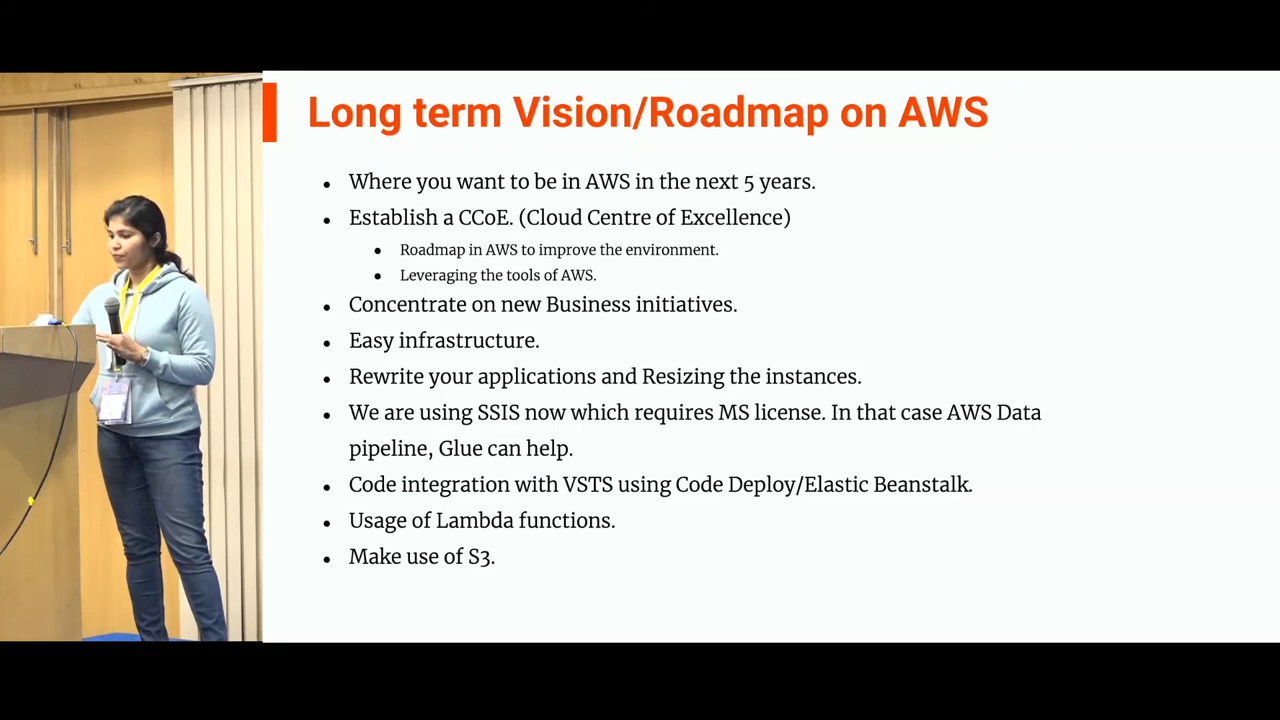 Long term Vision/Roadmap on AWS
Where you want to be in AWS in the next 5 years.
Establish a CCoE. (Cloud Centre of Excellence)
Roadmap in AWS to improve the environment.
Leveraging the tools of AWS.
Concentrate on new Business initiatives.
Easy infrastructure.
Rewrite your applications and Resizing the instances.
We are using SSIS now which requires MS license. In that case AWS Data
pipeline, Glue can help.
Code integration with VSTS using Code Deploy/Elastic Beanstalk.
Usage of Lambda functions.
Make use of S3.